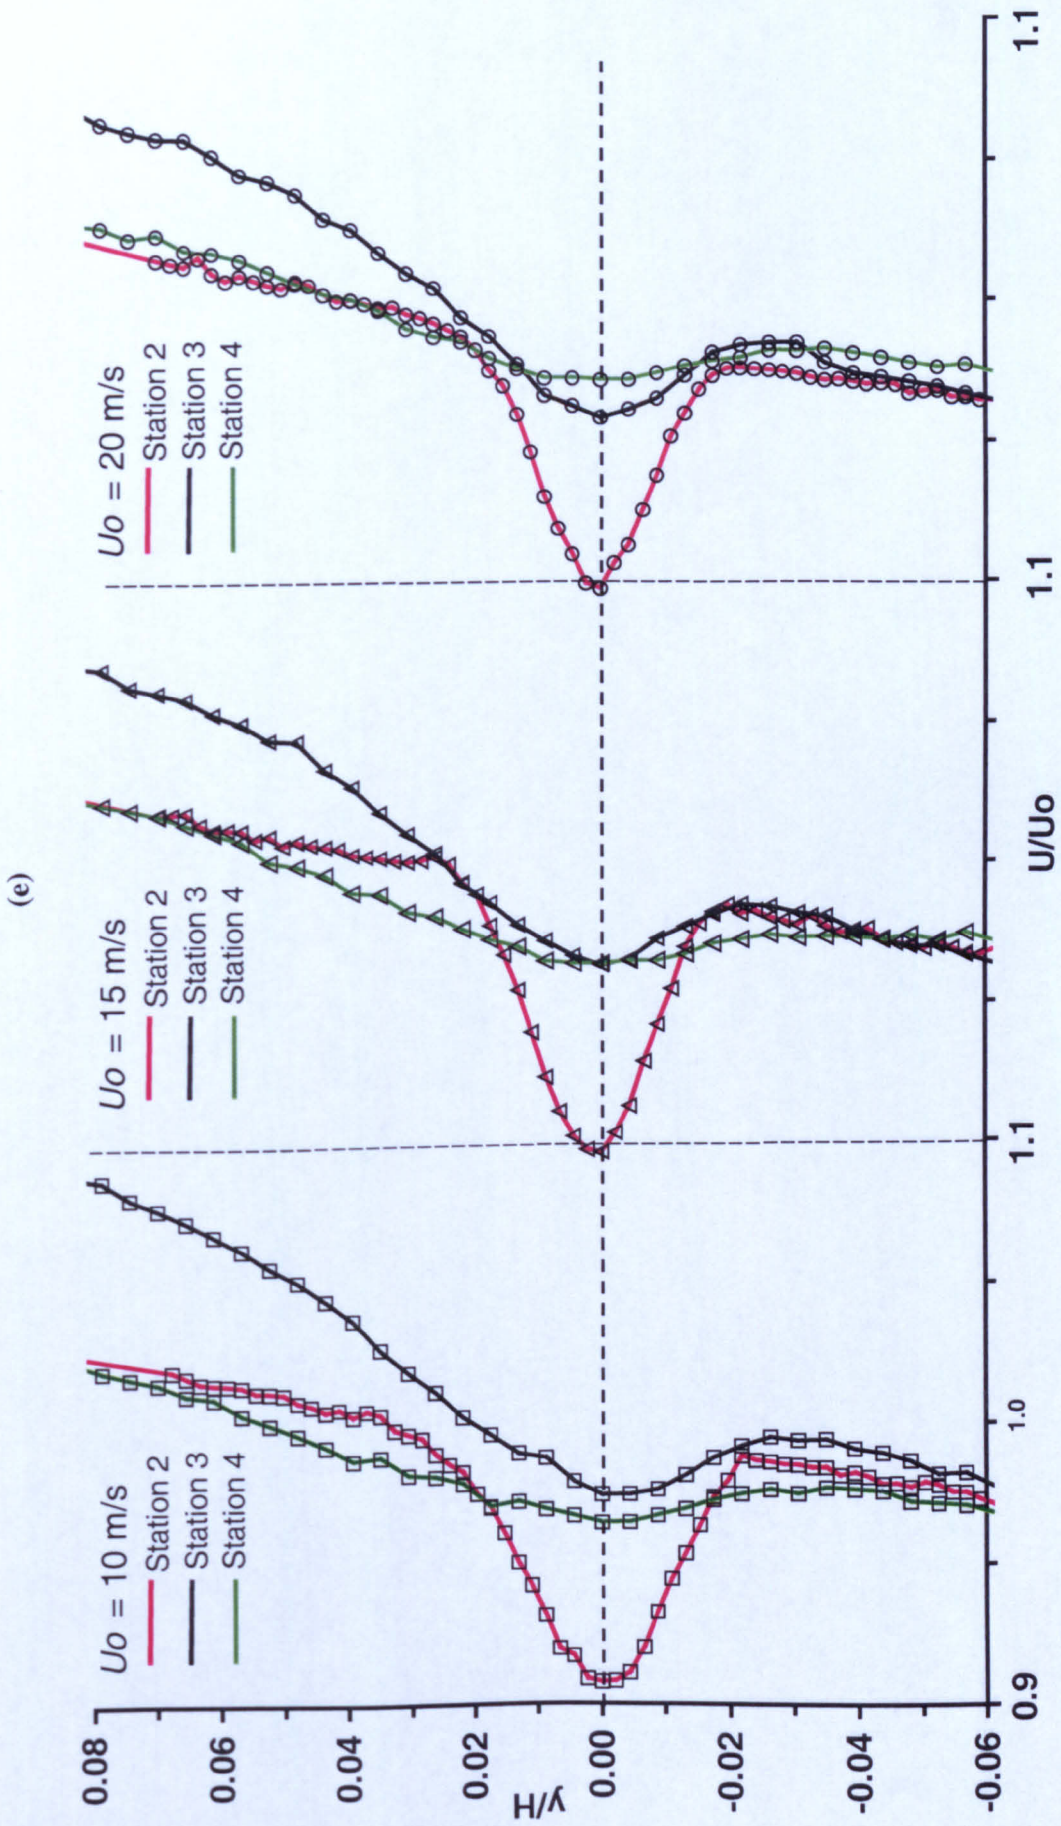 (e)
Uo = 10 m/s
Station 2
Station 3
Station 4
Uo = 15 m/s
Station 2
Station 3
Station 4
Uo = 20 m/s
Station 2
Station 3
Station 4
0.08
0.06
0.04
0.02
0.00
-0.02
-0.04
-0.06
y/H
0.9
1.0
1.1
1.1
1.1
U/Uo